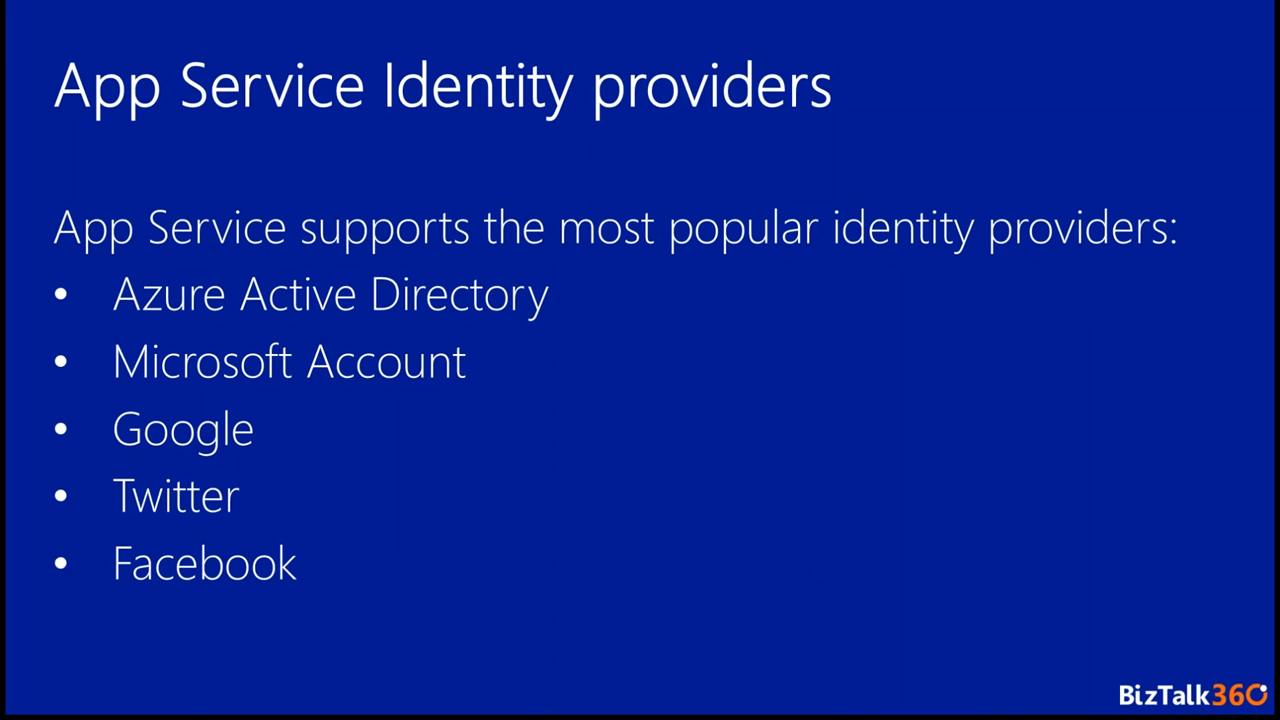 App Service Identity providers
App Service supports the most popular identity providers:
• Azure Active Directory
• Microsoft Account
• Google
• Twitter
• Facebook
BizTalk360